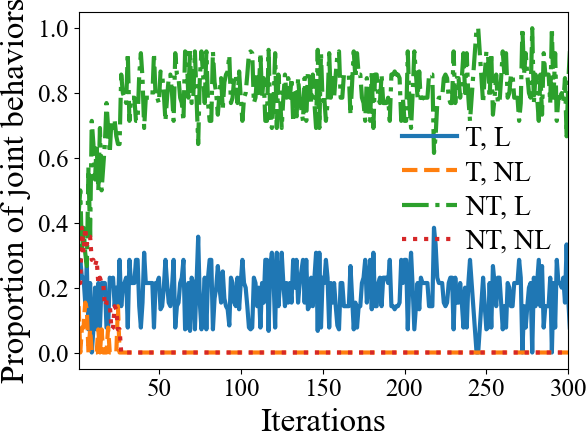 Proportion of joint behaviors
1.0
0.8
0.6
0.4
0.2
0.0
T, L
T, NL
NT, L
NT, NL
50 100 150 200 250 300
Iterations